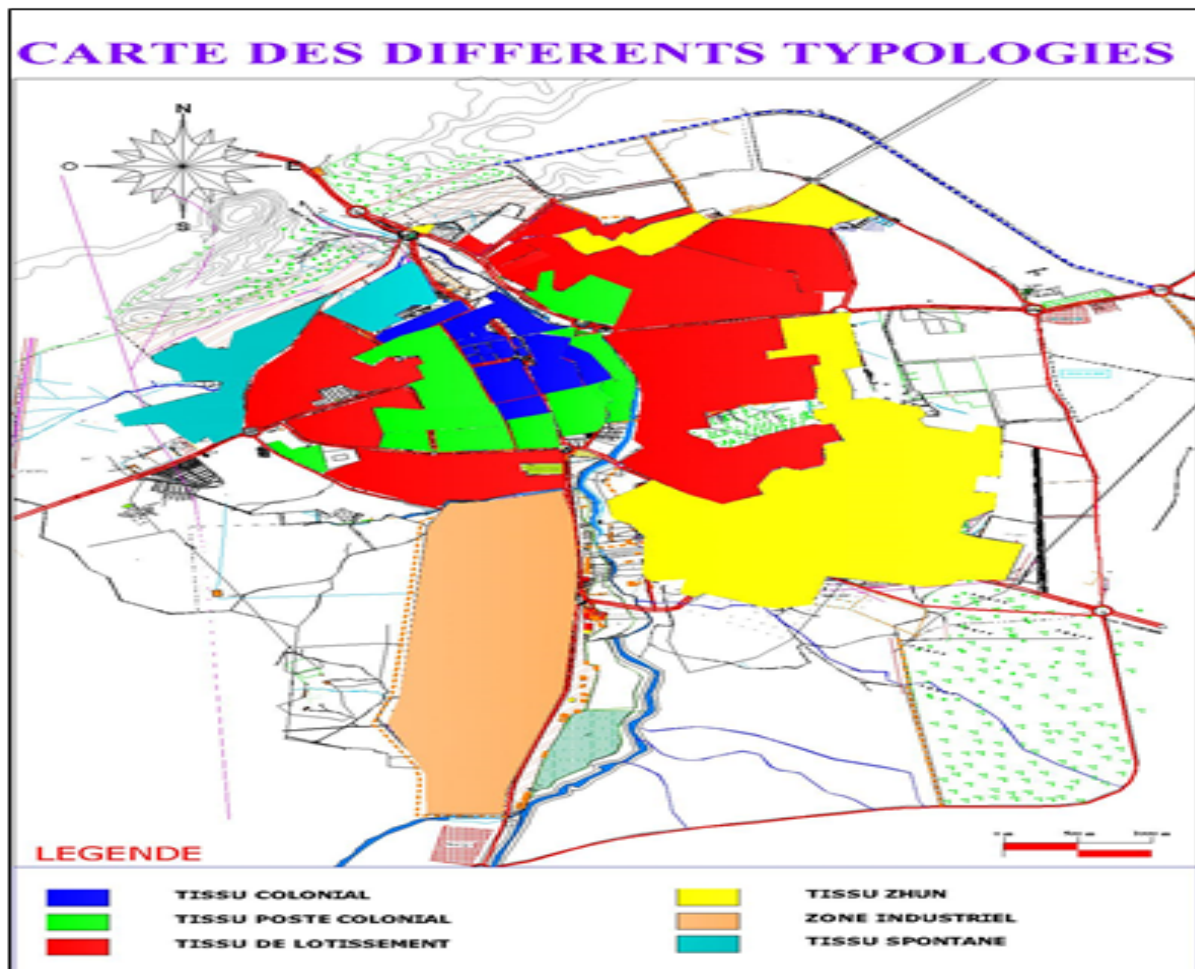 CARTE DES DIFFERENTS TYPOLOGIES
N
O
E
S
LEGENDE
TISSU COLONIAL
TISSU POSTE COLONIAL
TISSU DE LOTISSEMENT
TISSU ZHUN
ZONE INDUSTRIEL
TISSU SPONTANE